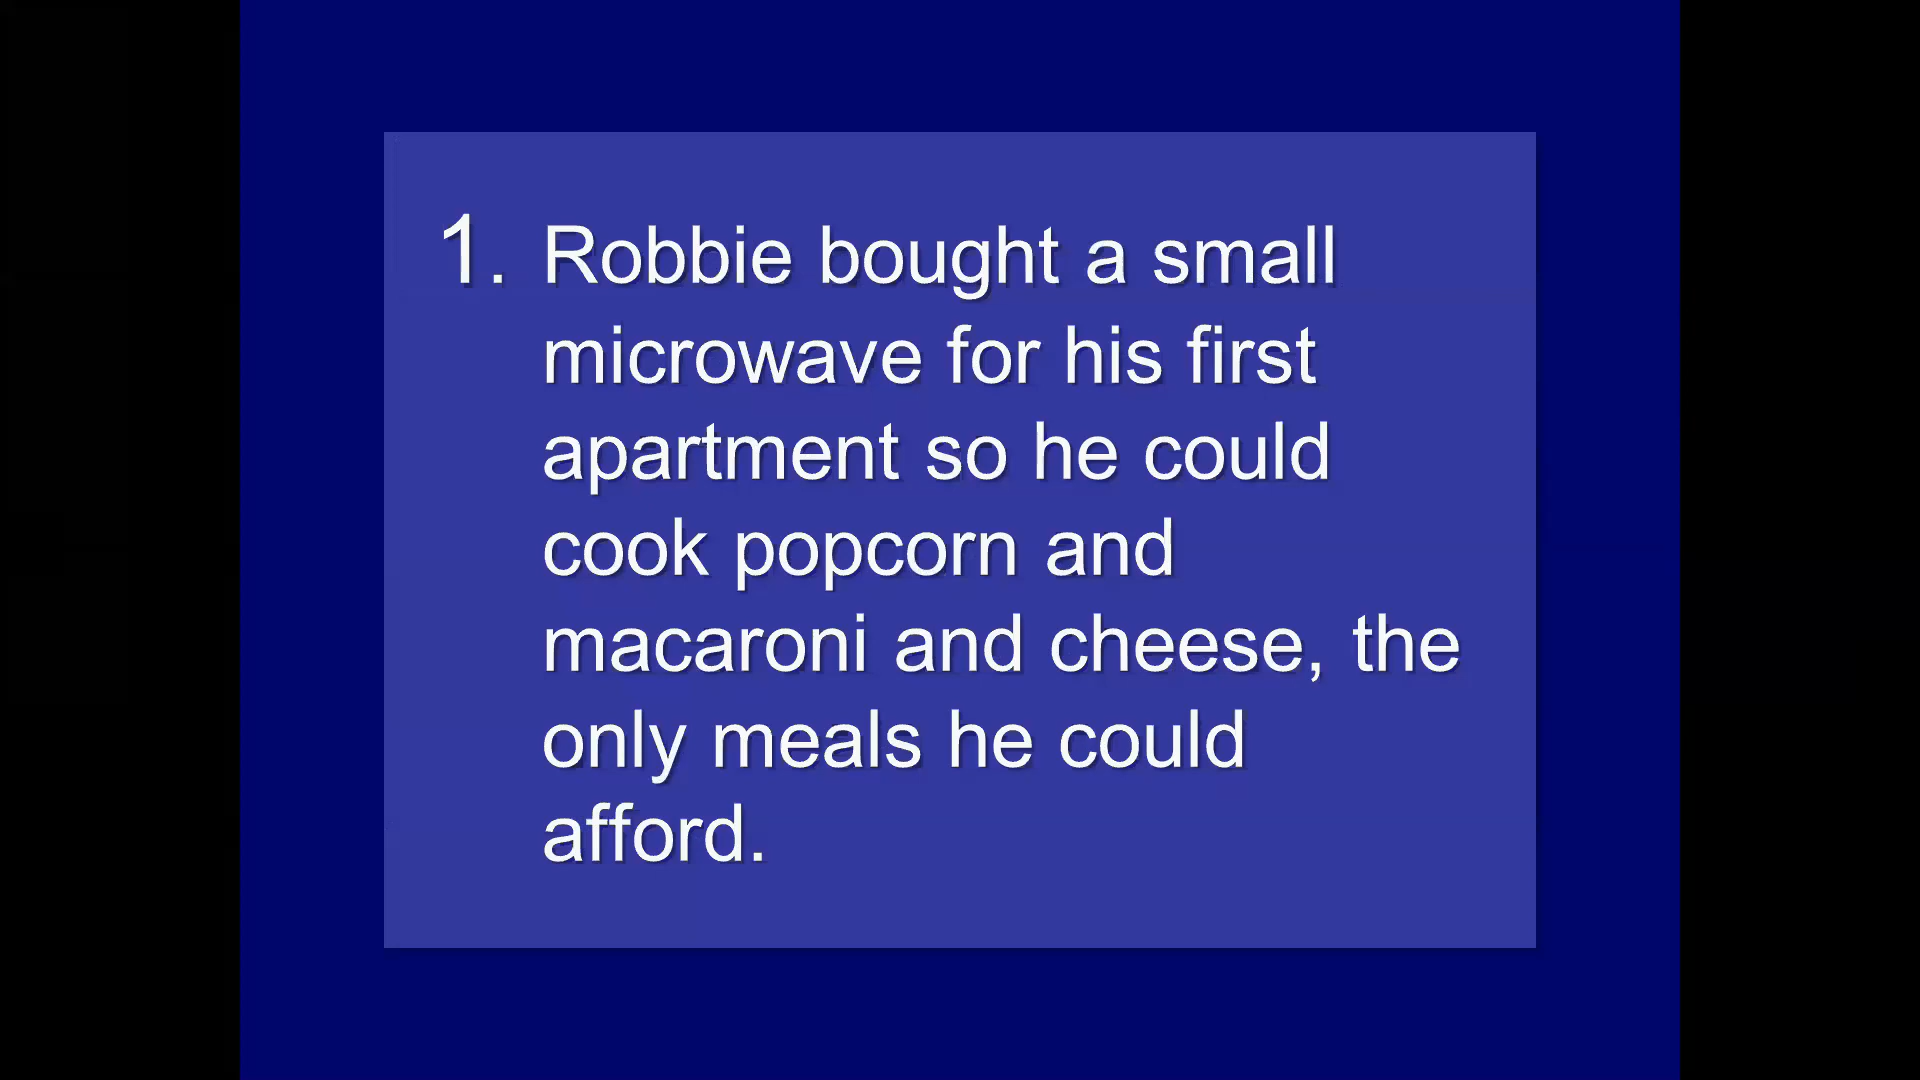 1. Robbie bought a small
microwave for his first
apartment so he could
cook popcorn and
macaroni and cheese, the
only meals he could
afford.